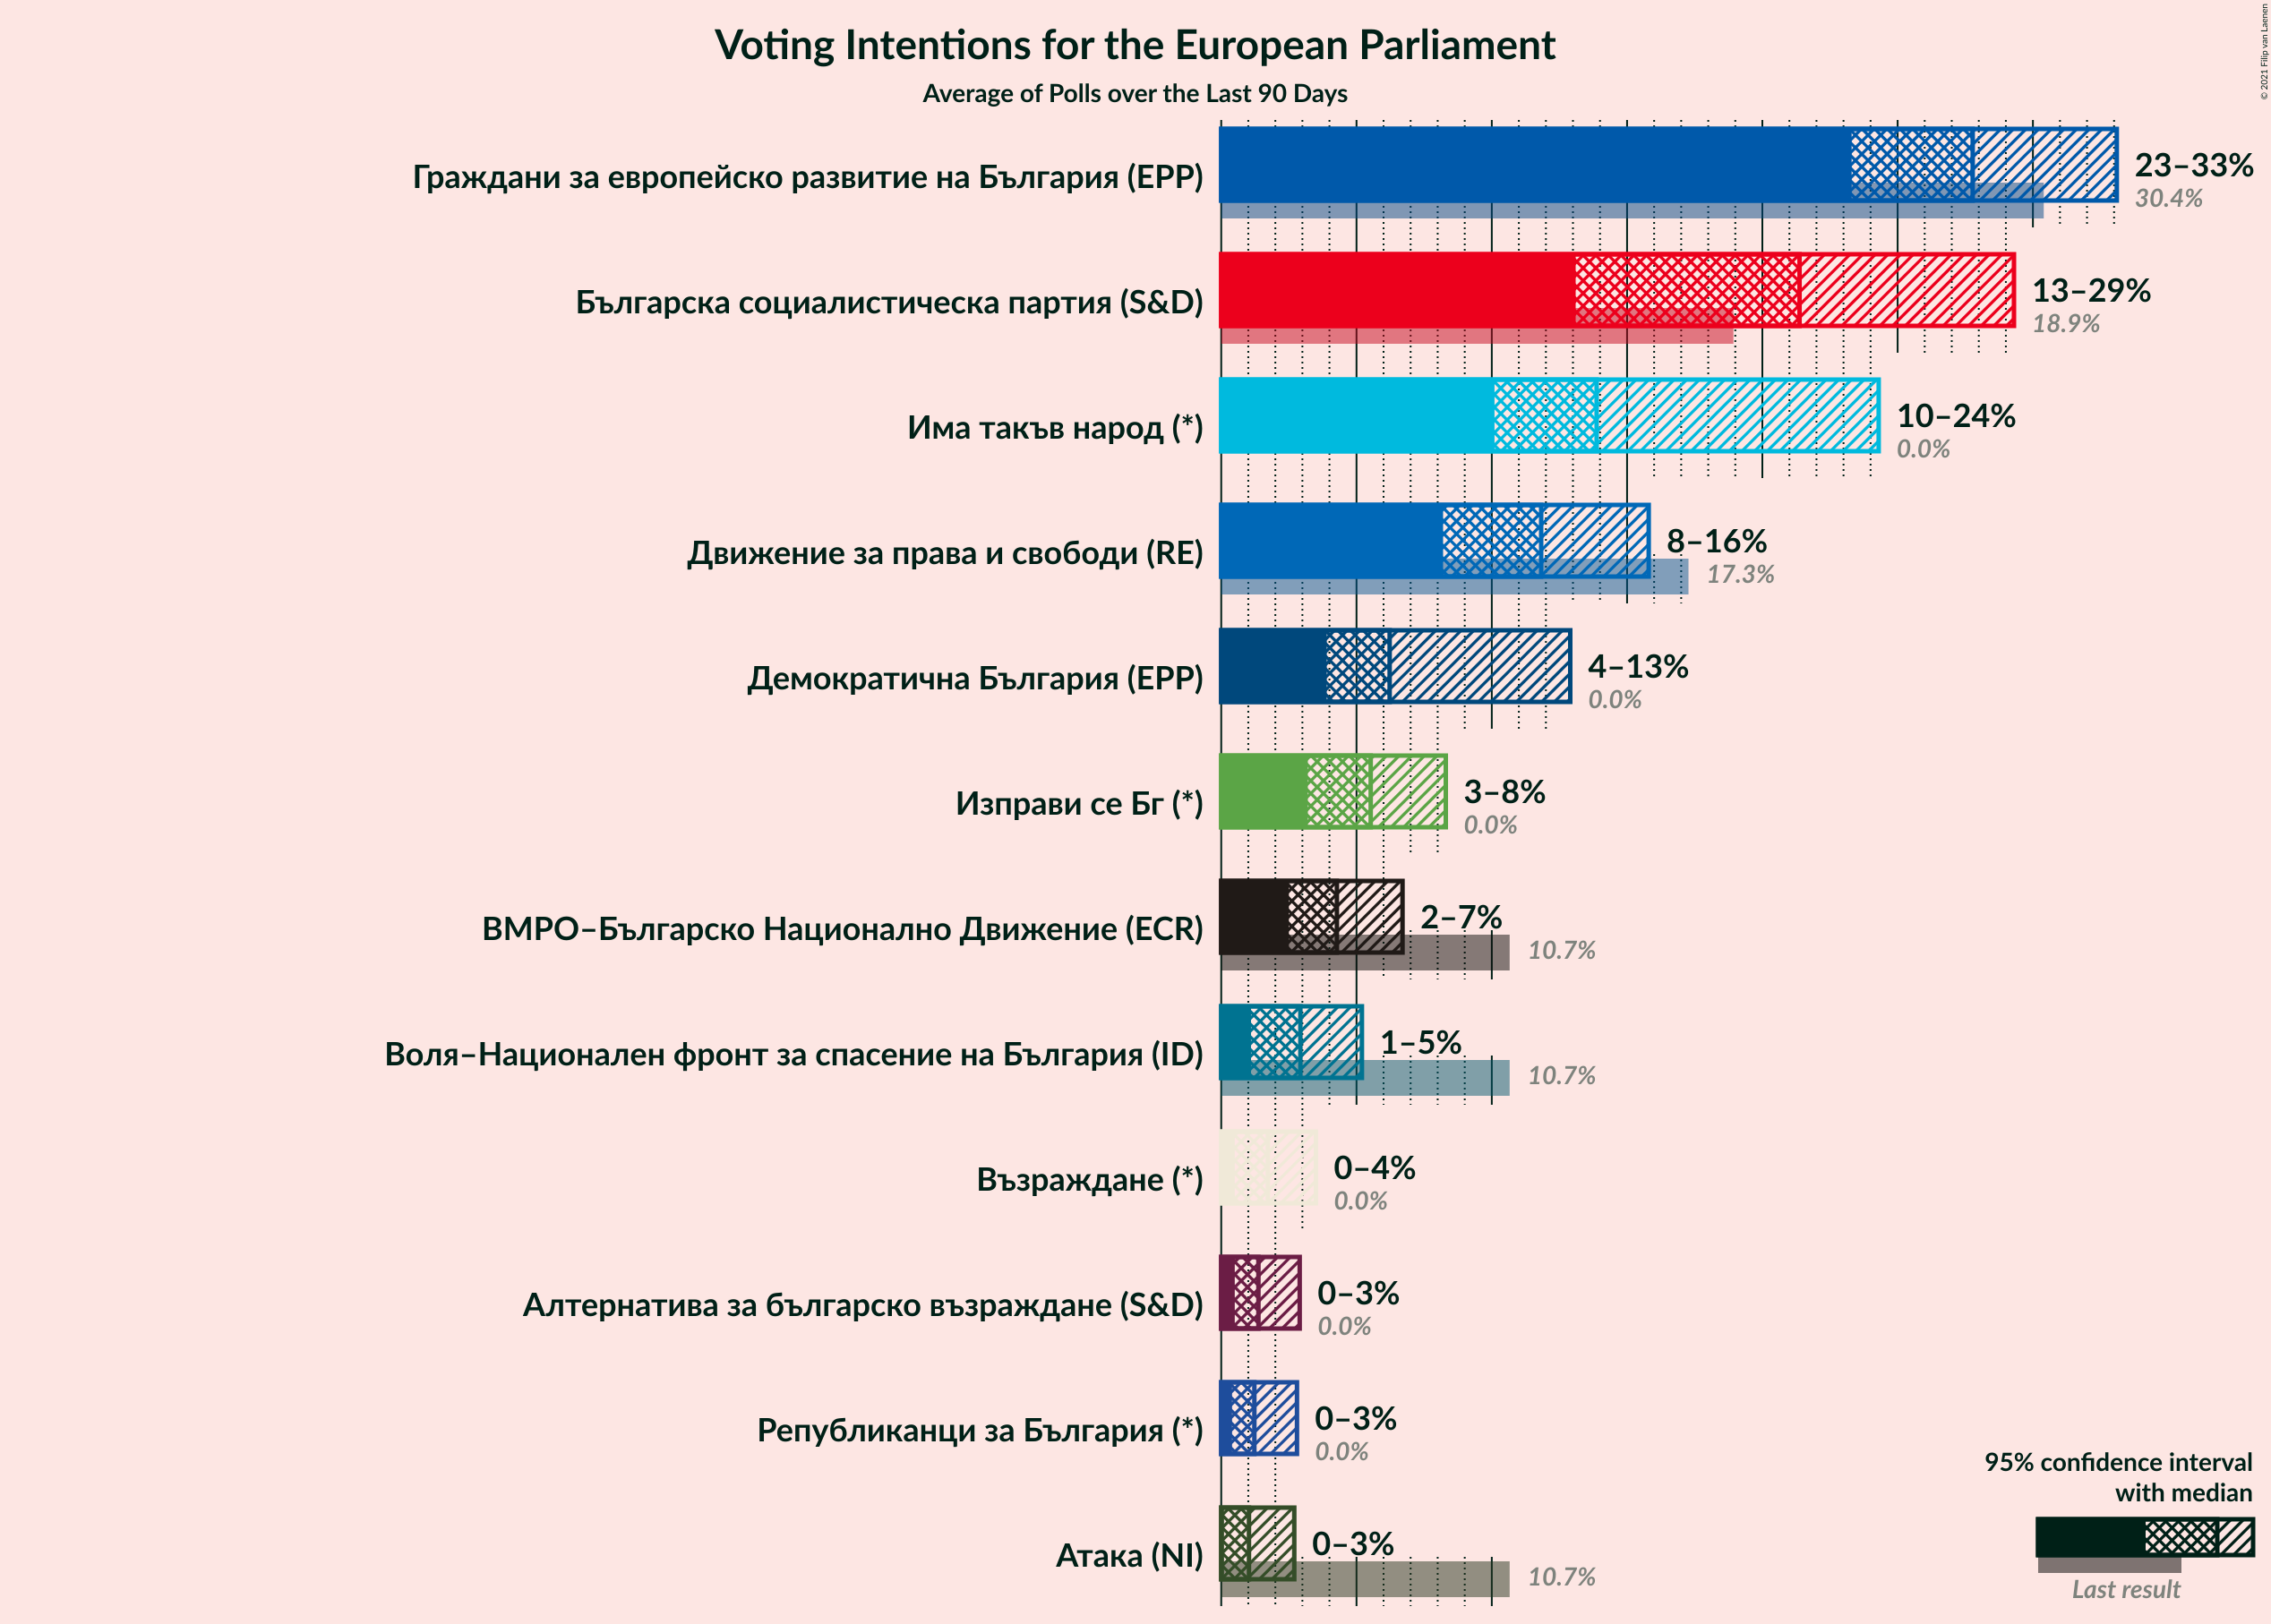 Voting Intentions for the European Parliament
Average of Polls over the Last 90 Days
© 2021 Filip van Laenen
Граждани за европейско развитие на България (EPP)
23–33%
30.4%
Българска социалистическа партия (S&D)
13–29%
18.9%
Има такъв народ (*)
10–24%
0.0%
Движение за права и свободи (RE)
8–16%
17.3%
Демократична България (EPP)
4–13%
0.0%
Изправи се Бг (*)
3–8%
0.0%
ВМРО–Българско Национално Движение (ECR)
2–7%
10.7%
Воля–Национален фронт за спасение на България (ID)
1–5%
10.7%
Възраждане (*)
0–4%
0.0%
Алтернатива за българско възраждане (S&D)
0–3%
0.0%
Републиканци за България (*)
0–3%
0.0%
Атака (NI)
0–3%
10.7%
95% confidence interval
with median
Last result